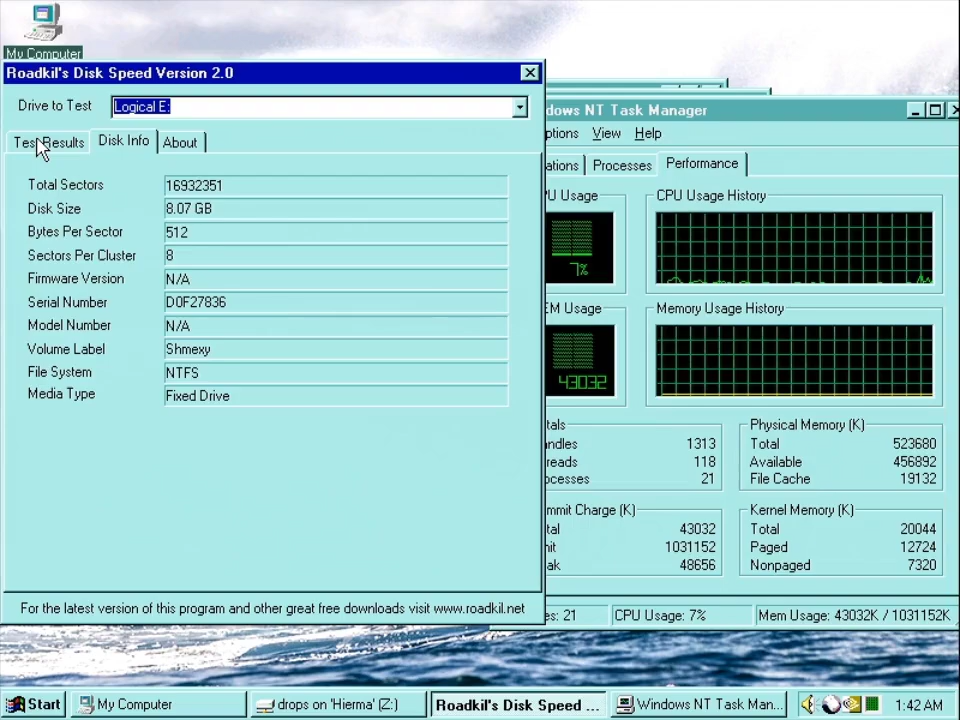 My Computer
Roadkil's Disk Speed Version 2.0
Drive to Test
Logical E:
Test Results
Disk Info
About
Total Sectors 16932351
Disk Size 8.07 GB
Bytes Per Sector 512
Sectors Per Cluster 8
Firmware Version N/A
Serial Number D0F27836
Model Number N/A
Volume Label Shmexy
File System NTFS
Media Type Fixed Drive
For the latest version of this program and other great free downloads visit www.roadkil.net
dows NT Task Manager
ptions View Help
ations Processes Performance
U Usage
CPU Usage History
7%
EM Usage
Memory Usage History
43032
tals
ndles 1313
reads 118
ocesses 21
Physical Memory (K)
Total 523680
Available 456892
File Cache 19132
mmit Charge (K)
tal 43032
it 1031152
ak 48656
Kernel Memory (K)
Total 20044
Paged 12724
Nonpaged 7320
es: 21 CPU Usage: 7% Mem Usage: 43032K / 1031152K
Start
My Computer
drops on 'Hierma' (Z:)
Roadkil's Disk Speed ...
Windows NT Task Man...
1:42 AM